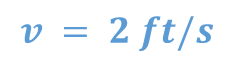 v = 2 ft/s